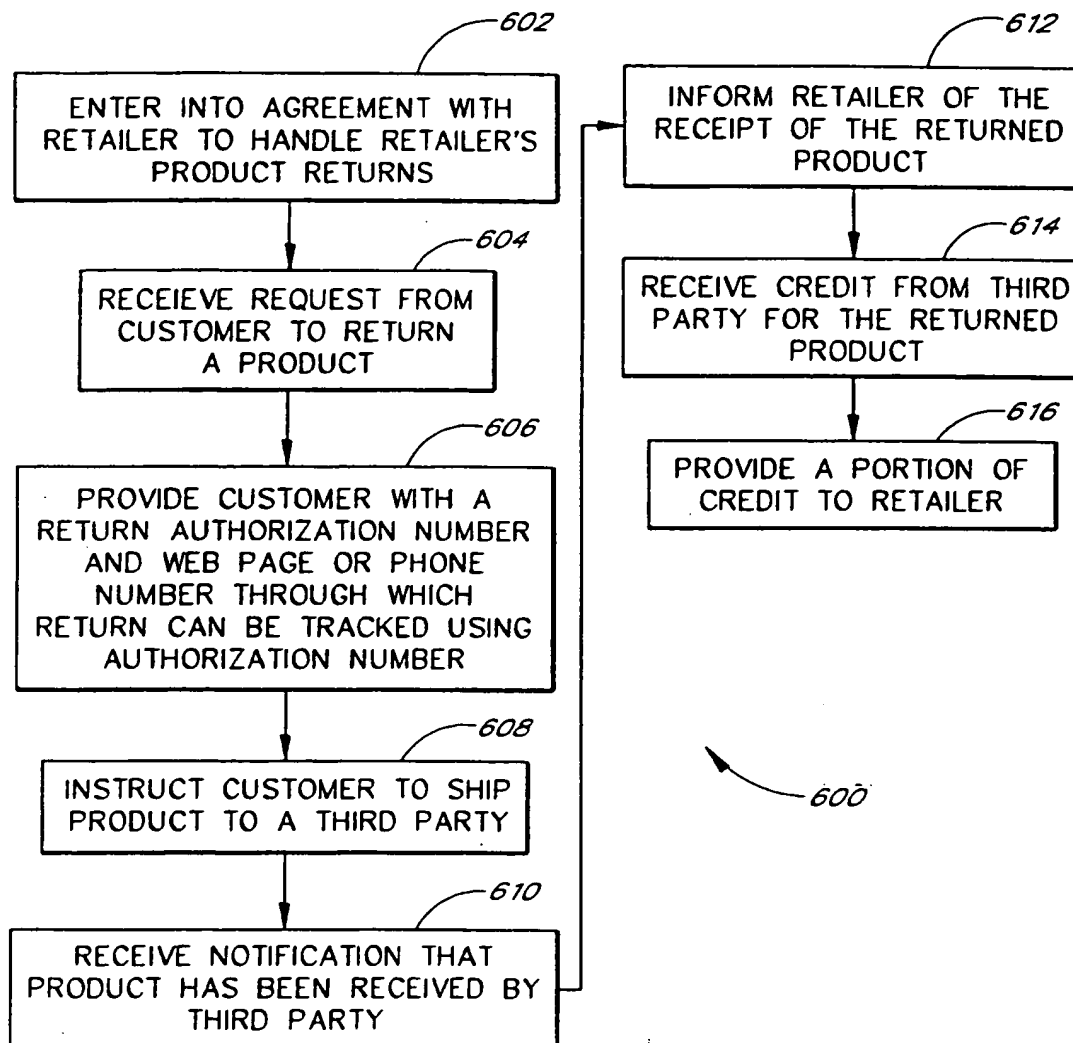 602
ENTER INTO AGREEMENT WITH
RETAILER TO HANDLE RETAILER'S
PRODUCT RETURNS
604
RECEIEVE REQUEST FROM
CUSTOMER TO RETURN
A PRODUCT
606
PROVIDE CUSTOMER WITH A
RETURN AUTHORIZATION NUMBER
AND WEB PAGE OR PHONE
NUMBER THROUGH WHICH
RETURN CAN BE TRACKED USING
AUTHORIZATION NUMBER
608
INSTRUCT CUSTOMER TO SHIP
PRODUCT TO A THIRD PARTY
610
RECEIVE NOTIFICATION THAT
PRODUCT HAS BEEN RECEIVED BY
THIRD PARTY
612
INFORM RETAILER OF THE
RECEIPT OF THE RETURNED
PRODUCT
614
RECEIVE CREDIT FROM THIRD
PARTY FOR THE RETURNED
PRODUCT
616
PROVIDE A PORTION OF
CREDIT TO RETAILER
600